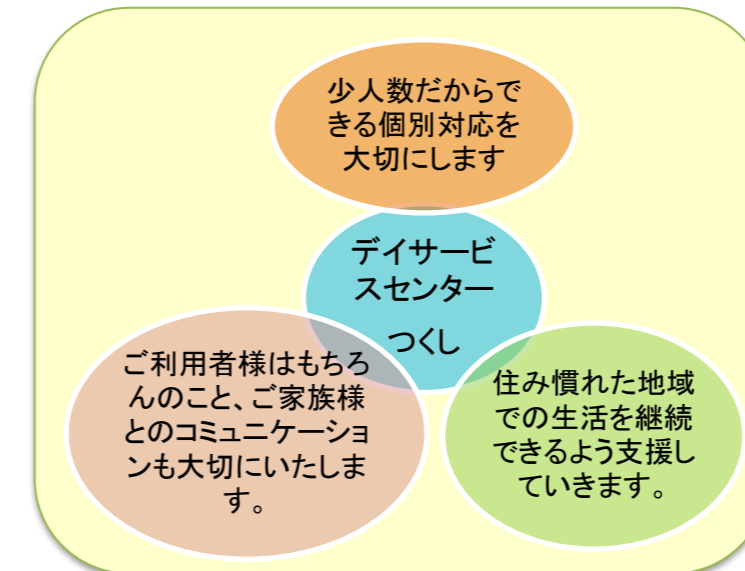 少人数だからで
きる個別対応を
大切にします
デイサービ
スセンター
つくし
ご利用者様はもちろ
んのこと、ご家族様
とのコミュニケーショ
ンも大切にいたしま
す。
住み慣れた地域
での生活を継続
できるよう支援し
ていきます。